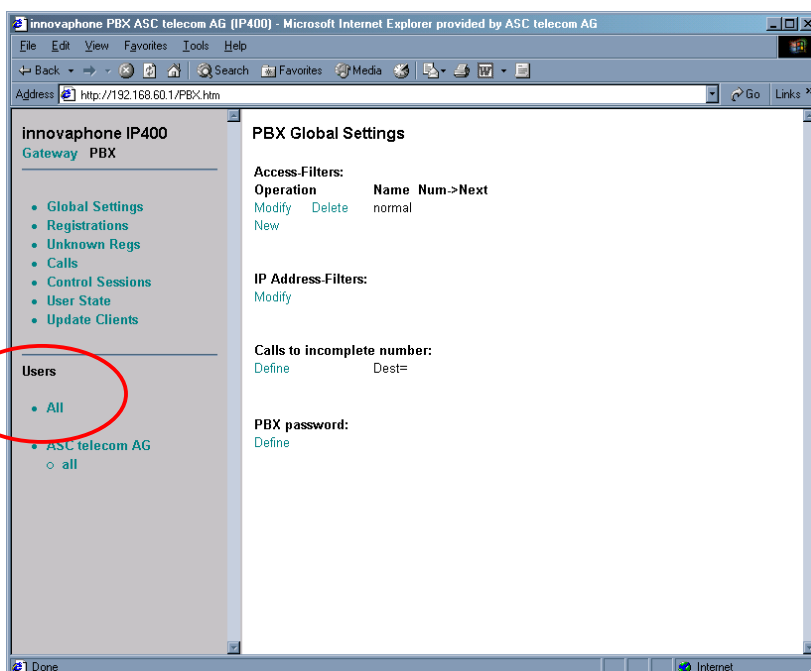 innovaphone PBX ASC telecom AG (IP400) - Microsoft Internet Explorer provided by ASC telecom AG
File Edit View Favorites Tools Help
Back Search Favorites Media
Address http://192.168.60.1/PBX.htm Go Links »
innovaphone IP400
Gateway PBX
Global Settings
Registrations
Unknown Regs
Calls
Control Sessions
User State
Update Clients
Users
All
ASC telecom AG
all
PBX Global Settings
Access-Filters:
Operation Name Num->Next
Modify Delete normal
New
IP Address-Filters:
Modify
Calls to incomplete number:
Define Dest=
PBX password:
Define
Done Internet